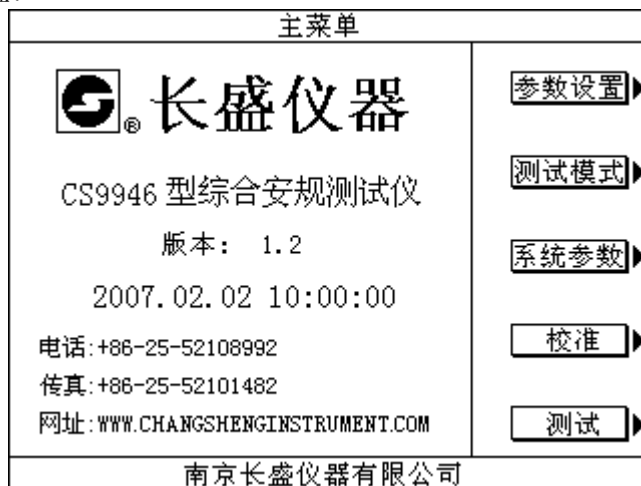 主菜单
®长盛仪器
CS9946 型综合安规测试仪
版本: 1.2
2007.02.02 10:00:00
电话:+86-25-52108992
传真:+86-25-52101482
网址:WWW.CHANGSHENGINSTRUMENT.COM
参数设置
测试模式
系统参数
校准
测试
南京长盛仪器有限公司